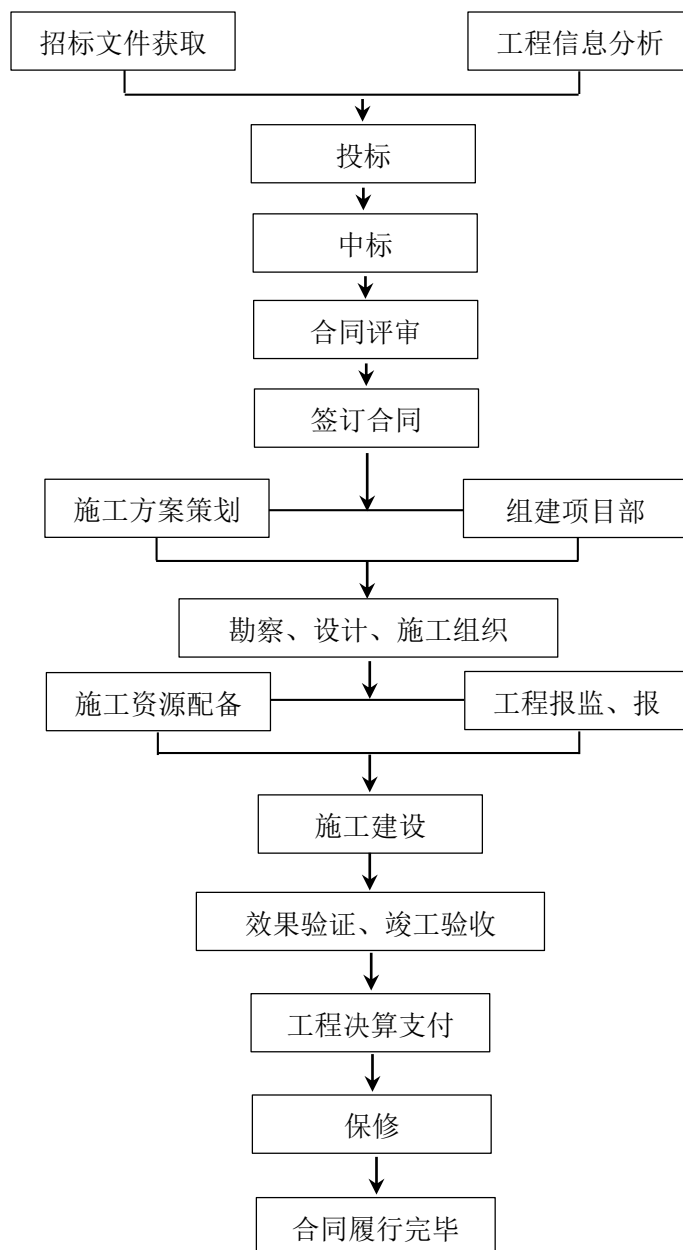 招标文件获取
工程信息分析
投标
中标
合同评审
签订合同
施工方案策划
组建项目部
勘察、设计、施工组织
施工资源配备
工程报监、报
施工建设
效果验证、竣工验收
工程决算支付
保修
合同履行完毕